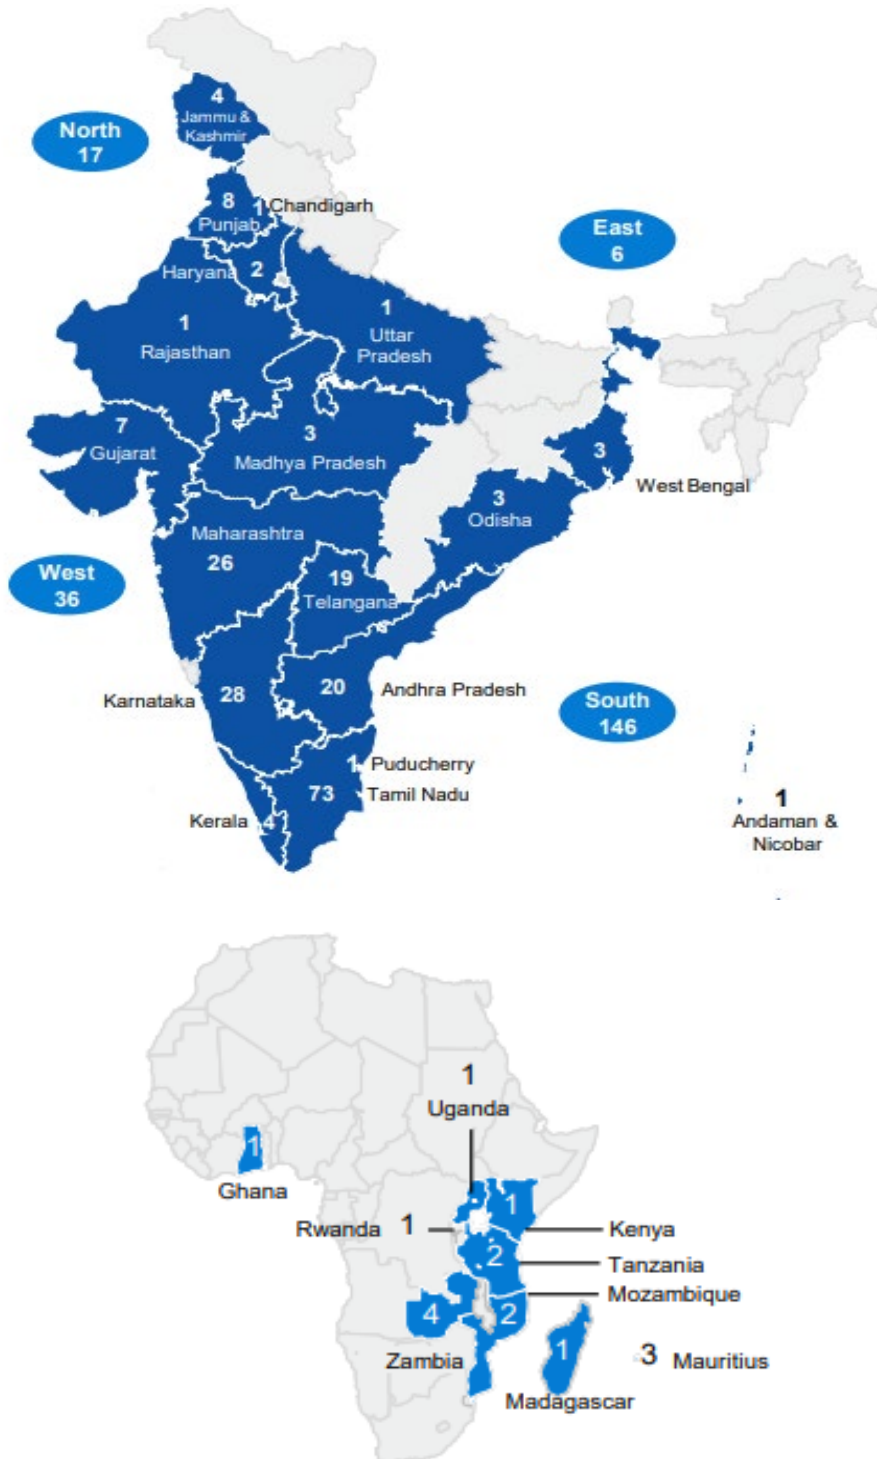 4
Jammu &
Kashmir
North
17
8
Punjab
1
Chandigarh
East
6
Haryana
2
1
Rajasthan
1
Uttar
Pradesh
7
Gujarat
3
Madhya Pradesh
3
West Bengal
3
Odisha
Maharashtra
26
West
36
19
Telangana
Karnataka
28
20
Andhra Pradesh
South
146
1
Puducherry
73
Tamil Nadu
Kerala
4
1
Andaman &
Nicobar
1
Uganda
1
Ghana
Rwanda
1
1
Kenya
2
Tanzania
Mozambique
4
2
Zambia
1
3
Mauritius
Madagascar